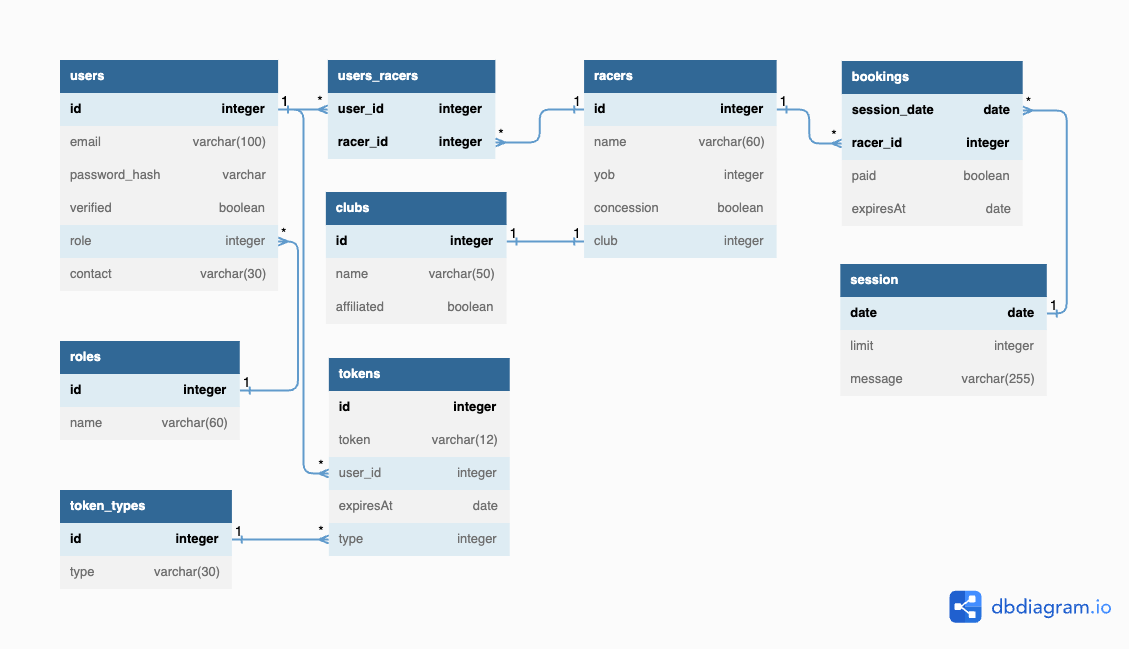 users
id integer
email varchar(100)
password_hash varchar
verified boolean
role integer
contact varchar(30)
1
*
*
users_racers
user_id integer
racer_id integer
*
1
racers
id integer
name varchar(60)
yob integer
concession boolean
club integer
1
*
bookings
session_date date
racer_id integer
paid boolean
expiresAt date
*
clubs
id integer
name varchar(50)
affiliated boolean
1
1
session
date date
limit integer
message varchar(255)
1
roles
id integer
name varchar(60)
1
tokens
id integer
token varchar(12)
user_id integer
expiresAt date
type integer
*
*
token_types
id integer
type varchar(30)
1
dbdiagram.io